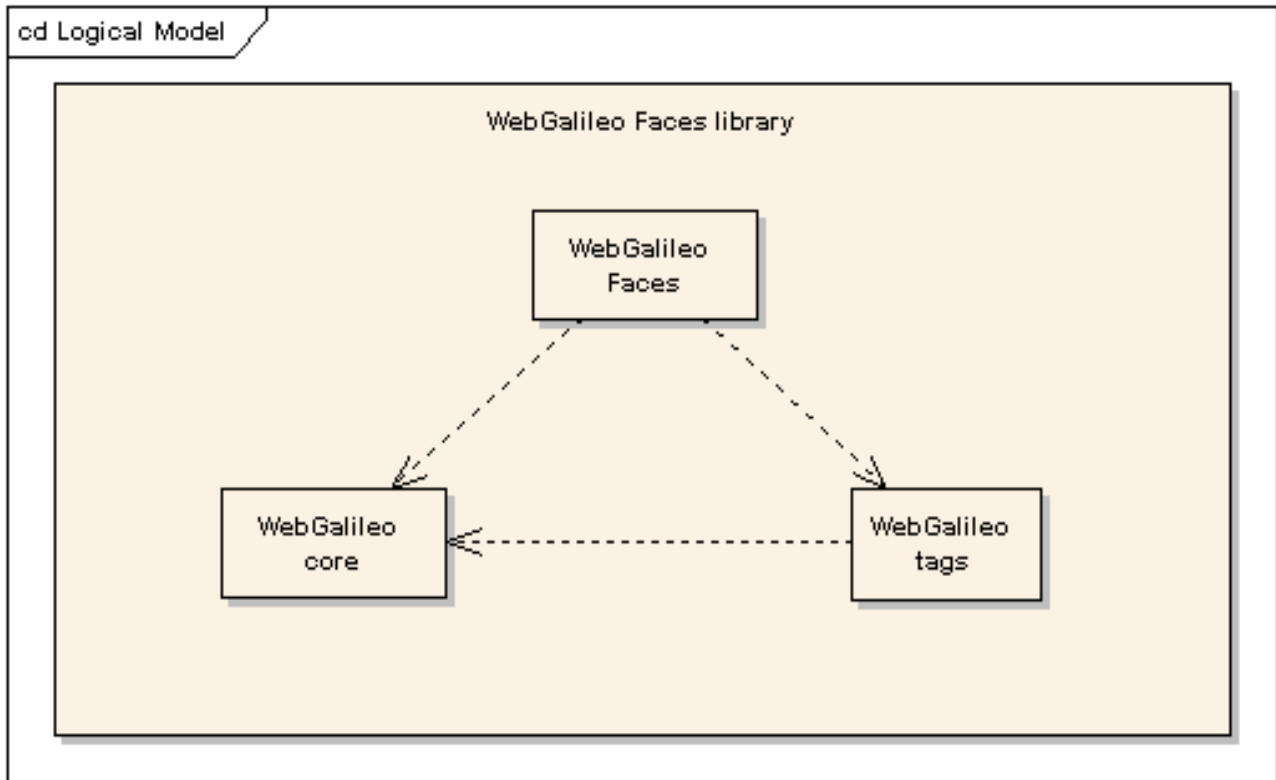 cd Logical Model
WebGalileo Faces library
WebGalileo
Faces
WebGalileo
core
WebGalileo
tags